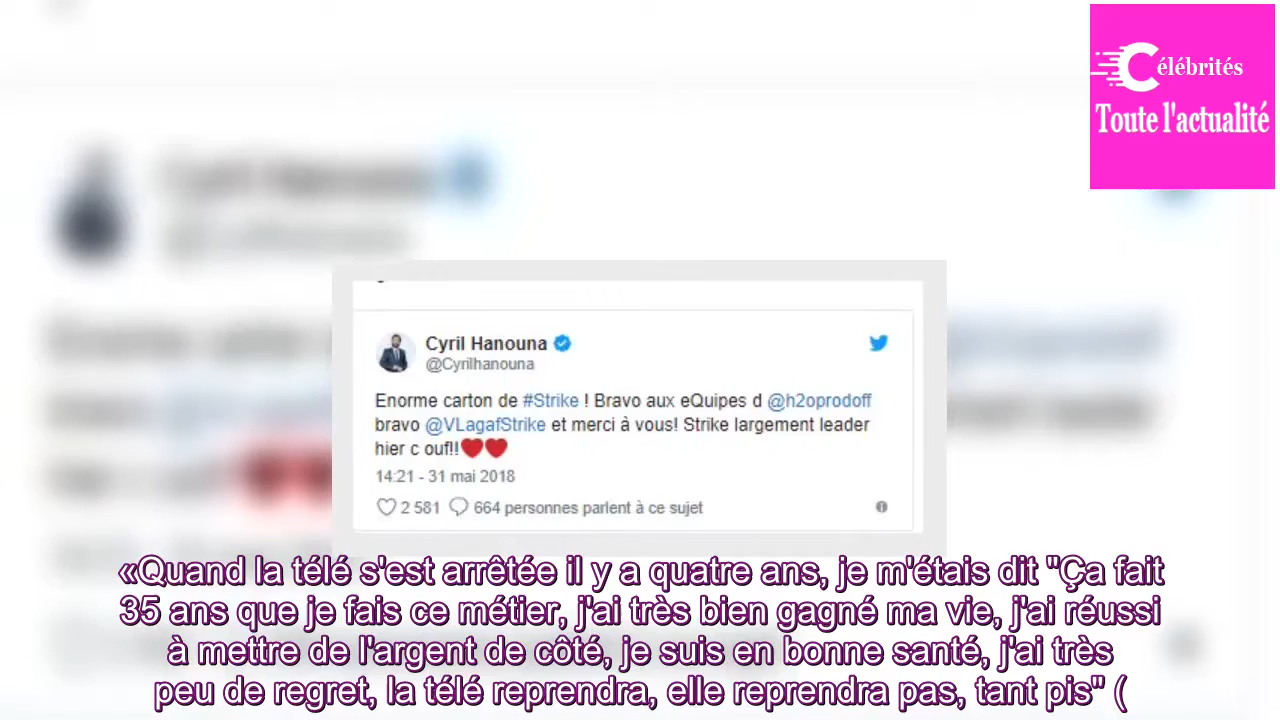 Célébrités
Toute l'actualité
Cyril Hanouna
@Cyrilhanouna
Enorme carton de #Strike ! Bravo aux eQuipes d @h2oprodoff
bravo @VLagafStrike et merci à vous! Strike largement leader
hier c ouf!!❤❤
14:21 - 31 mai 2018
2 581 664 personnes parlent à ce sujet
«Quand la télé s'est arrêtée il y a quatre ans, je m'étais dit "Ça fait
35 ans que je fais ce métier, j'ai très bien gagné ma vie, j'ai réussi
à mettre de l'argent de côté, je suis en bonne santé, j'ai très
peu de regret, la télé reprendra, elle reprendra pas, tant pis" (